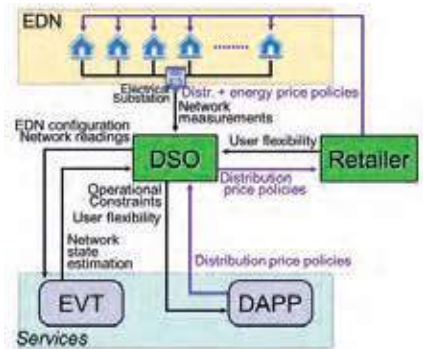 EDN
Electrical
Substation
Distr. + energy price policies
Network
measurements
EDN configuration
Network readings
User flexibility
DSO
Retailer
Operational
Constraints
User flexibility
Distribution
price policies
Network
state
estimation
Distribution price policies
EVT
DAPP
Services